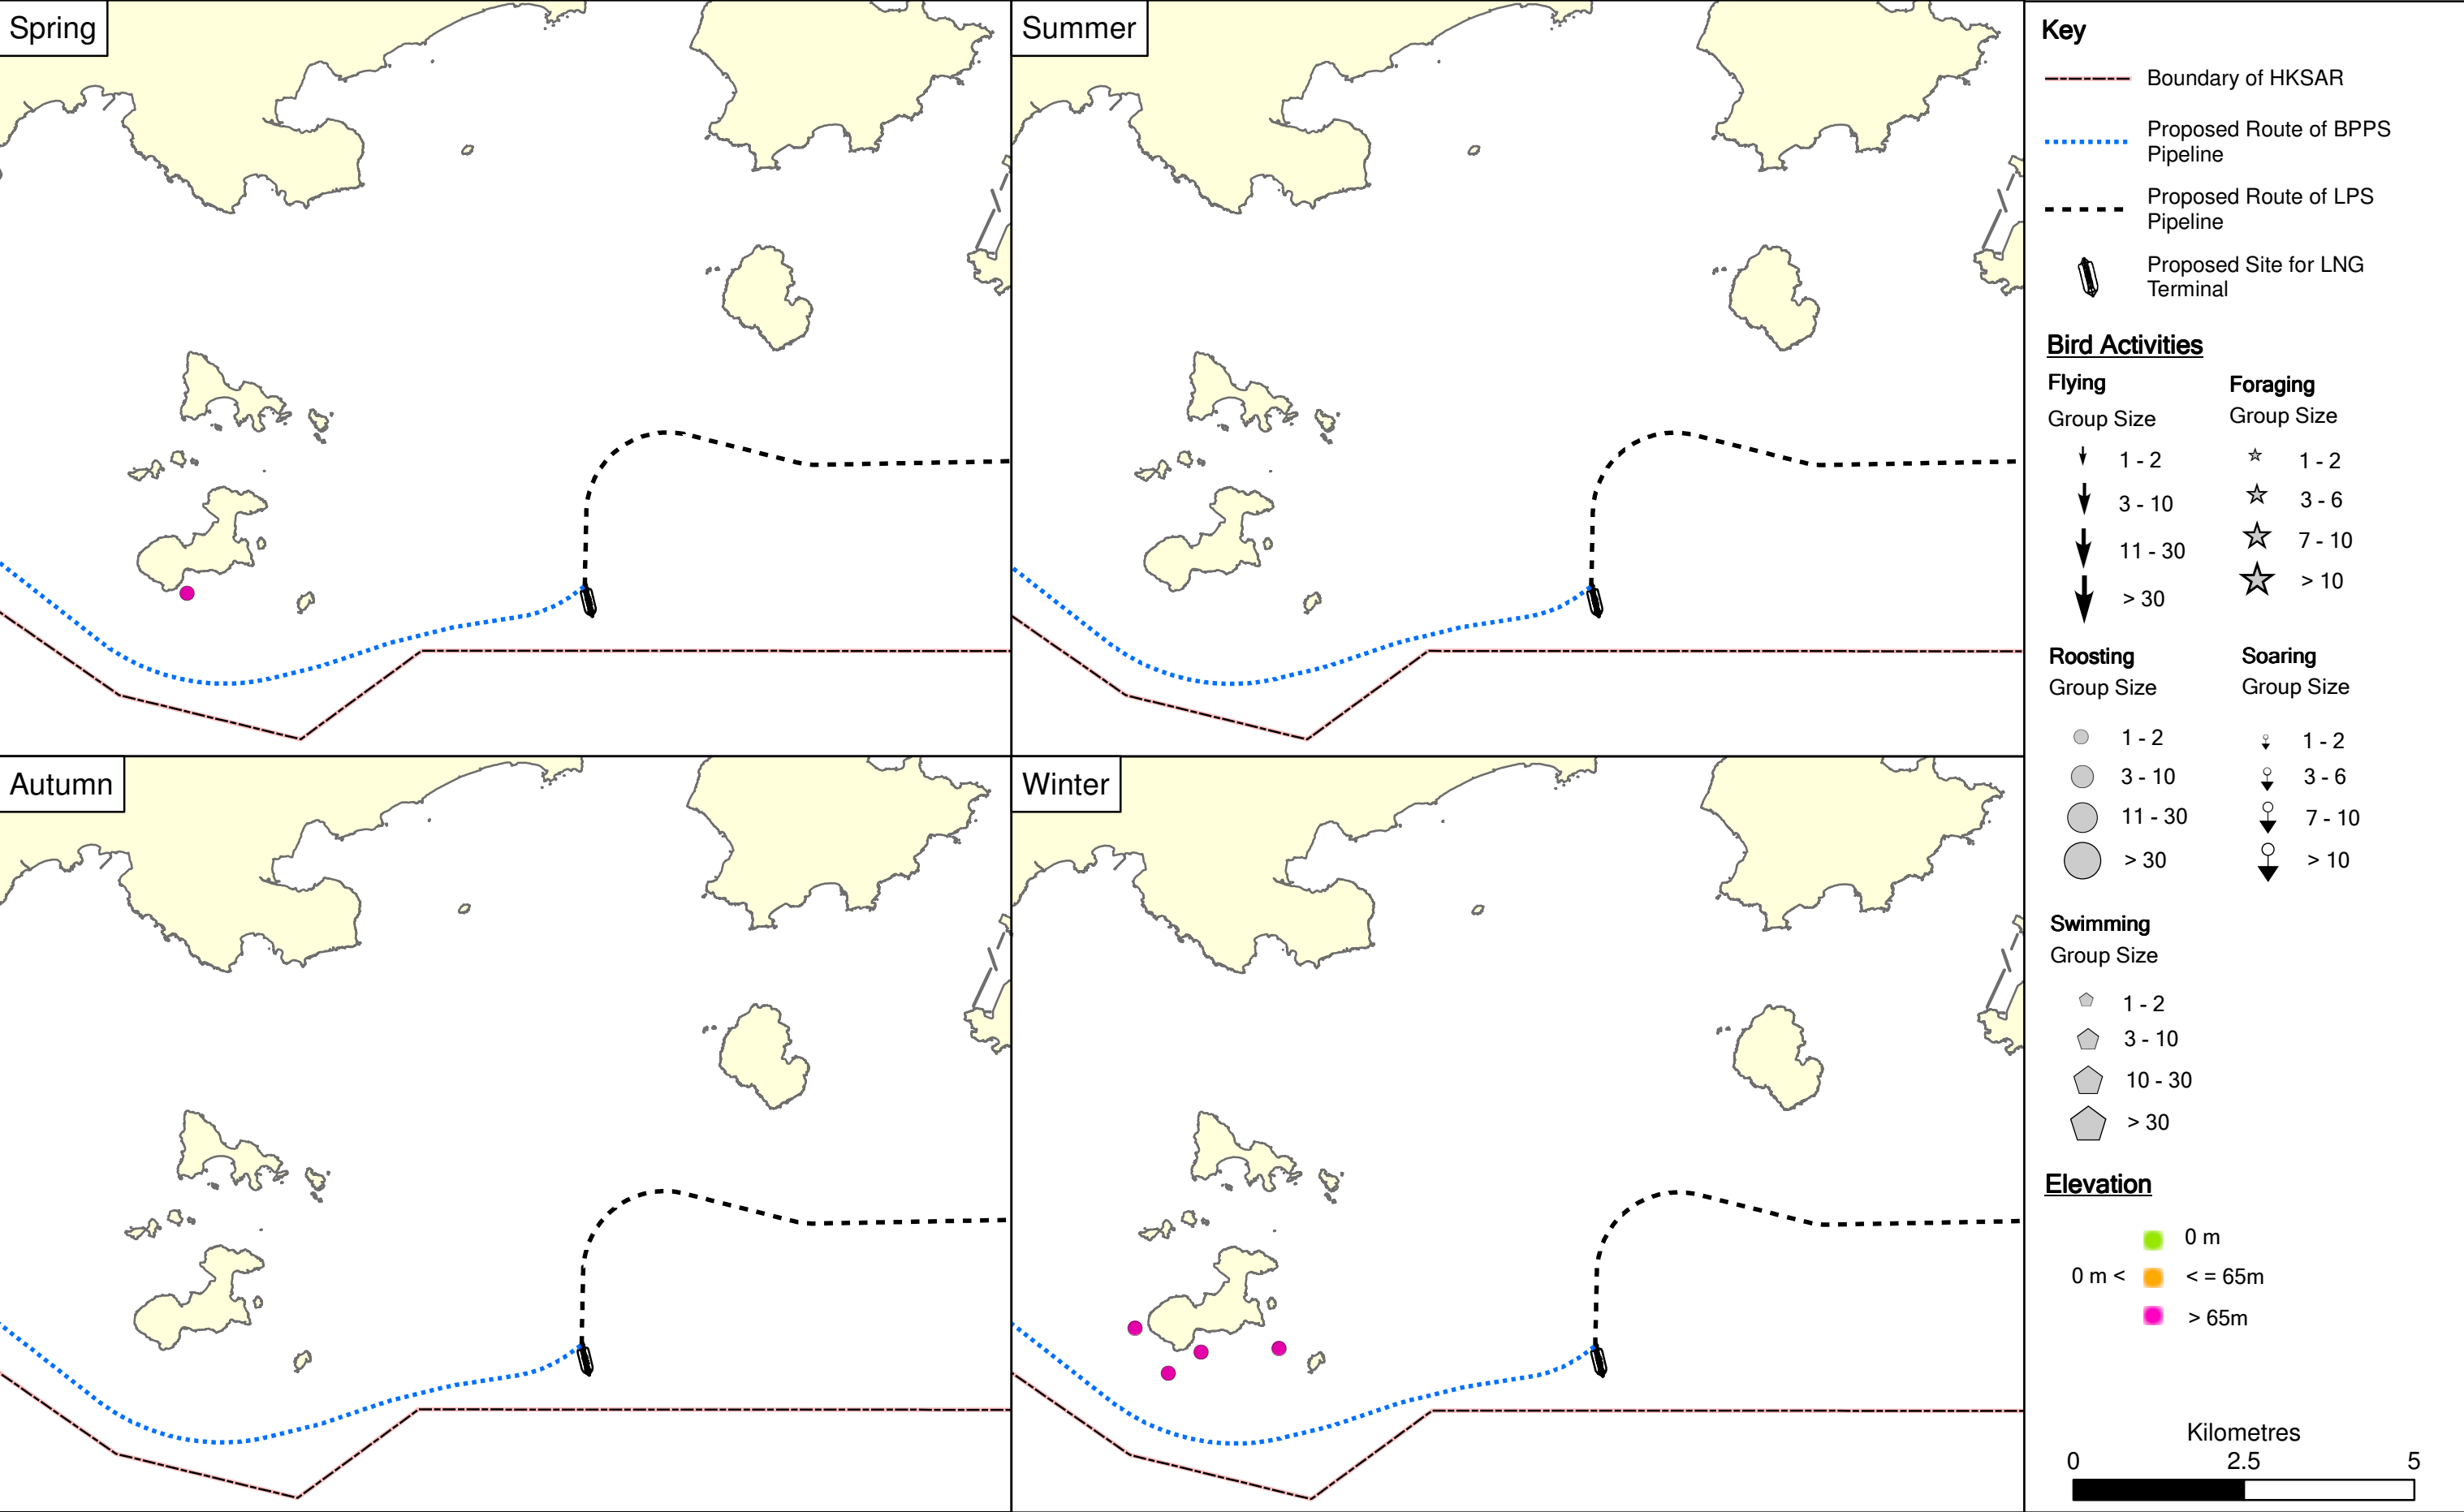 Spring
Summer
Autumn
Winter
Key
Boundary of HKSAR
Proposed Route of BPPS
Pipeline
Proposed Route of LPS
Pipeline
Proposed Site for LNG
Terminal
Bird Activities
Flying
Group Size
1 - 2
3 - 10
11 - 30
> 30
Foraging
Group Size
1 - 2
3 - 6
7 - 10
> 10
Roosting
Group Size
1 - 2
3 - 10
11 - 30
> 30
Soaring
Group Size
1 - 2
3 - 6
7 - 10
> 10
Swimming
Group Size
1 - 2
3 - 10
10 - 30
> 30
Elevation
0 m
0 m < < = 65m
> 65m
Kilometres
0 2.5 5